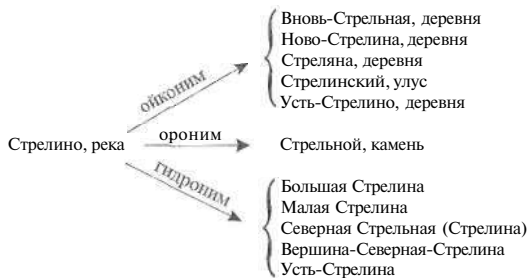 Вновь-Стрельная, деревня
Ново-Стрелина, деревня
Стреляна, деревня
Стрелинский, улус
Усть-Стрелино, деревня
ойконим
Стрелино, река
ороним
Стрельной, камень
гидроним
Большая Стрелина
Малая Стрелина
Северная Стрельная (Стрелина)
Вершина-Северная-Стрелина
Усть-Стрелина